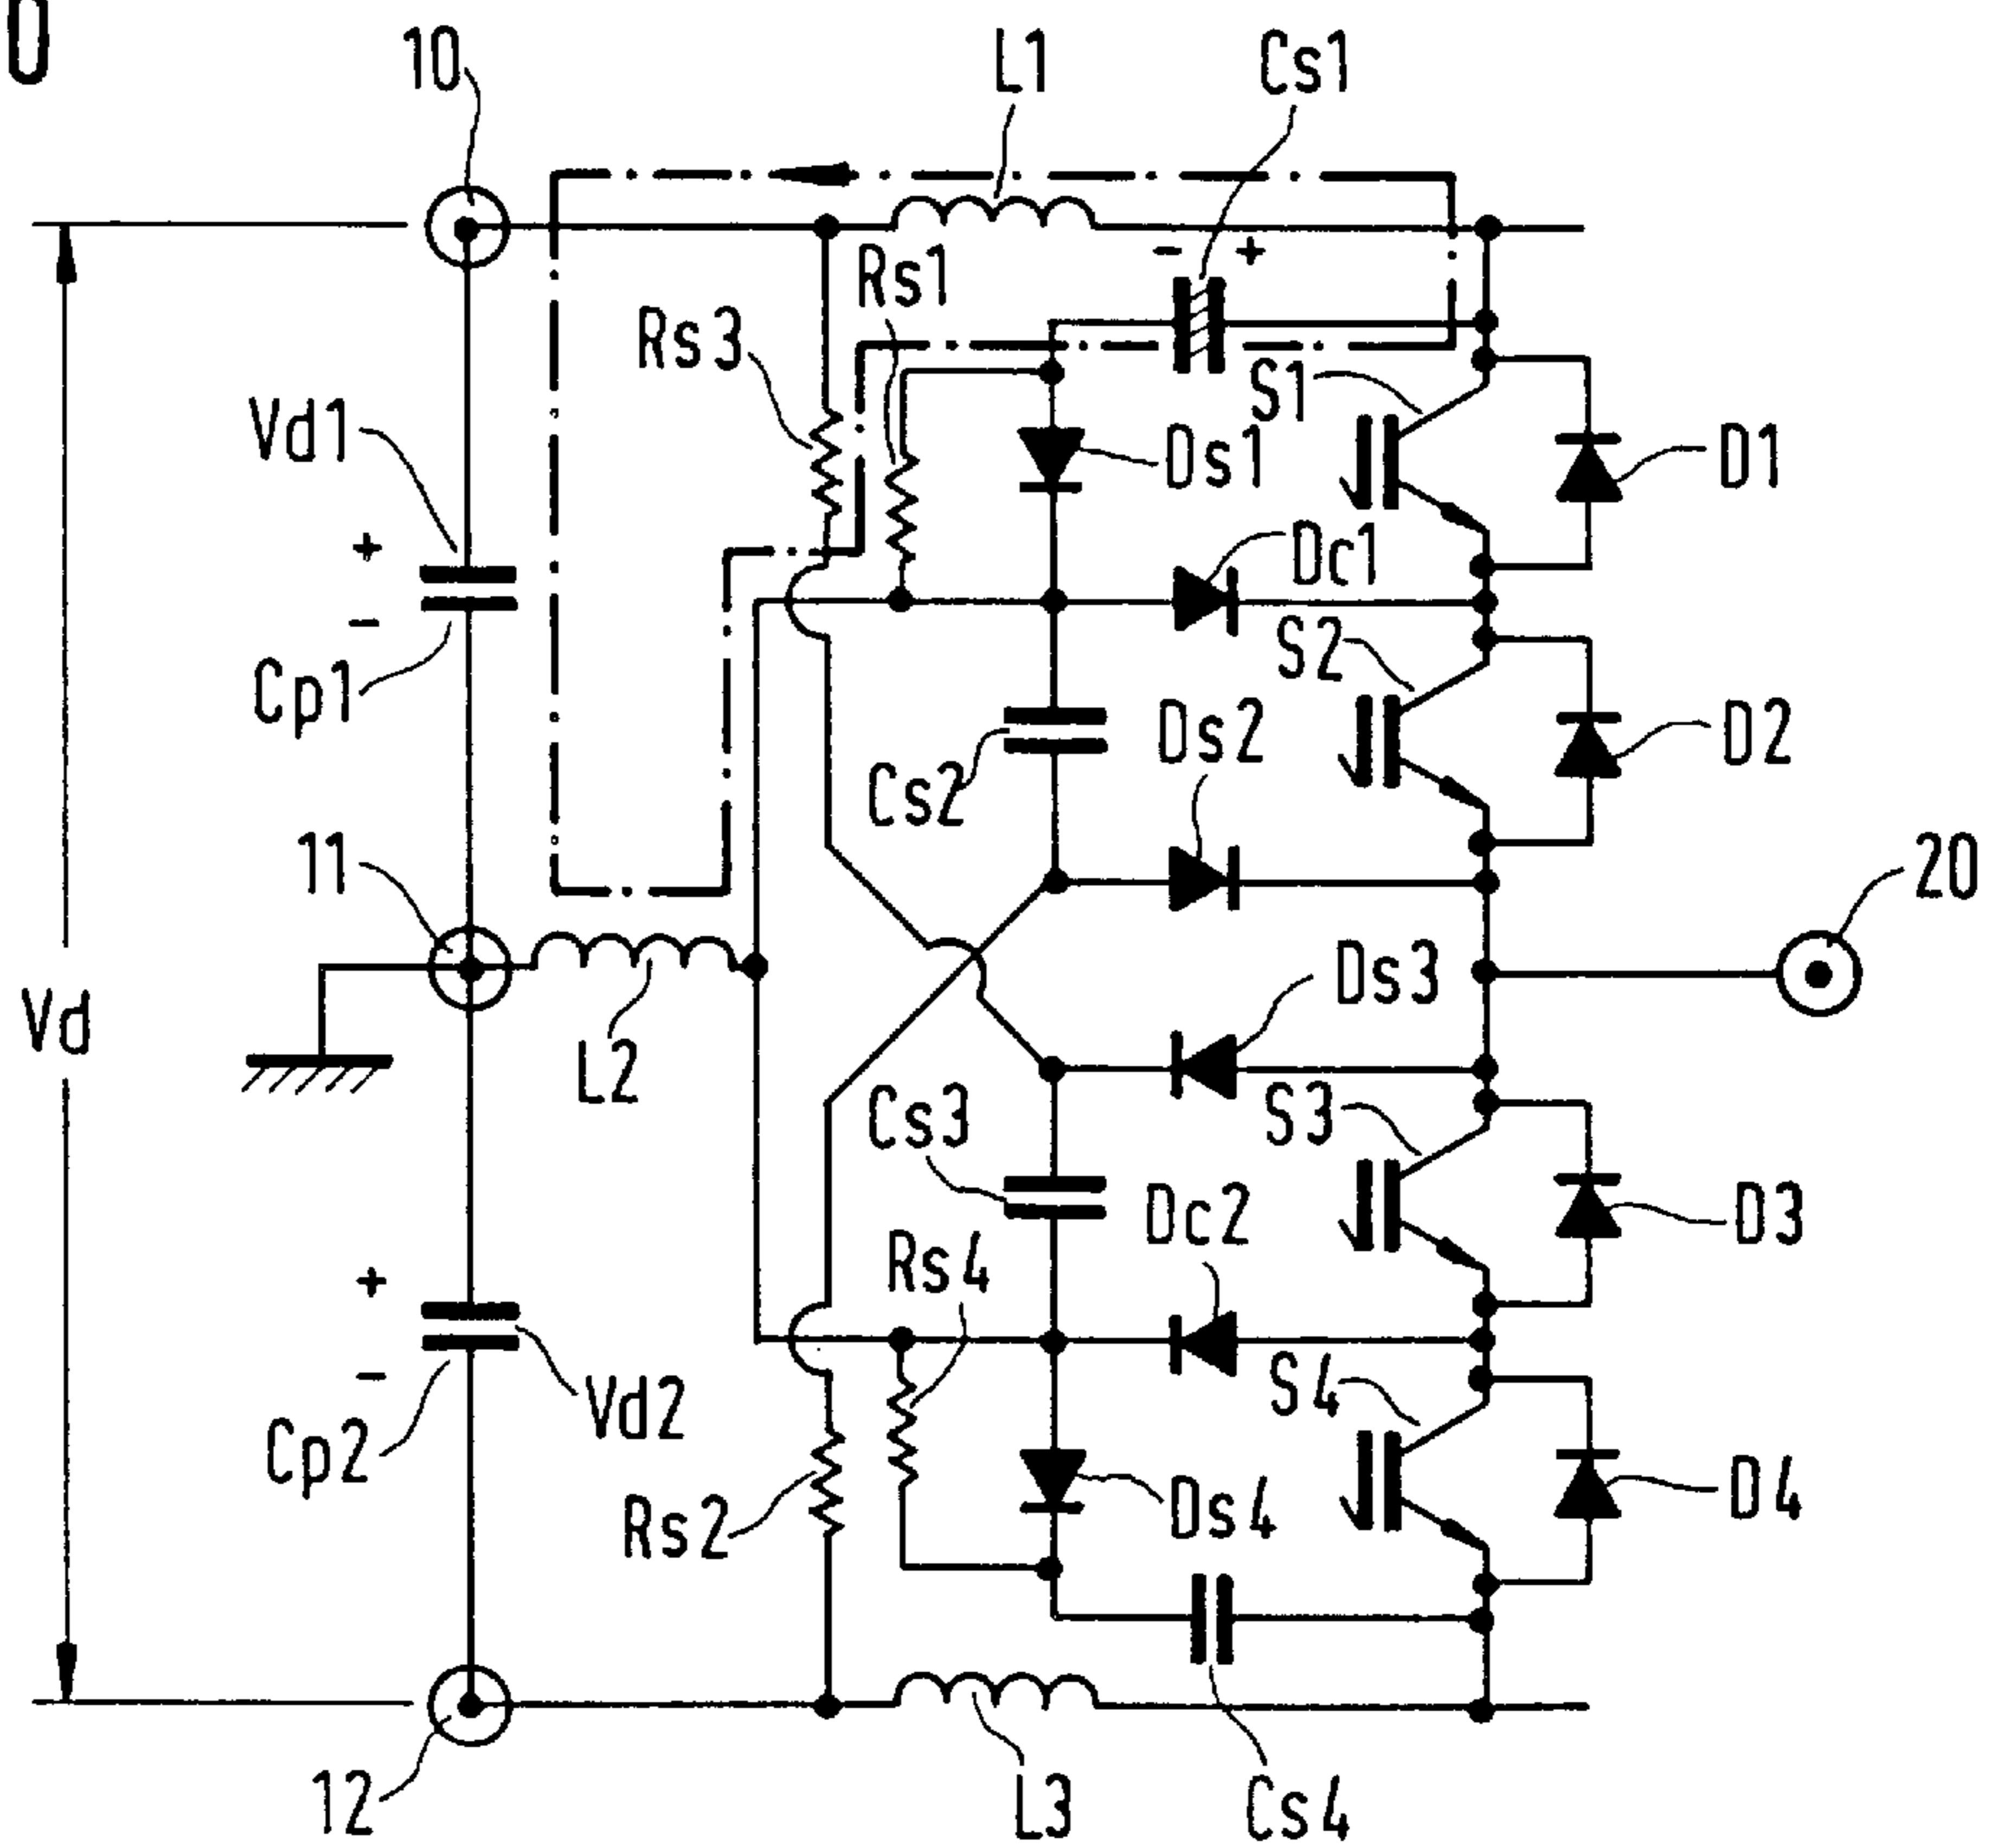 10
L1
Cs1
- +
Rs1
Rs3
S1
Vd1
Ds1
D1
+
Dc1
-
S2
Cp1
Ds2
D2
Cs2
11
20
Ds3
Vd
L2
Cs3
S3
Dc2
D3
Rs4
+
S4
-
Vd2
Cp2
Ds4
D4
Rs2
12
L3
Cs4